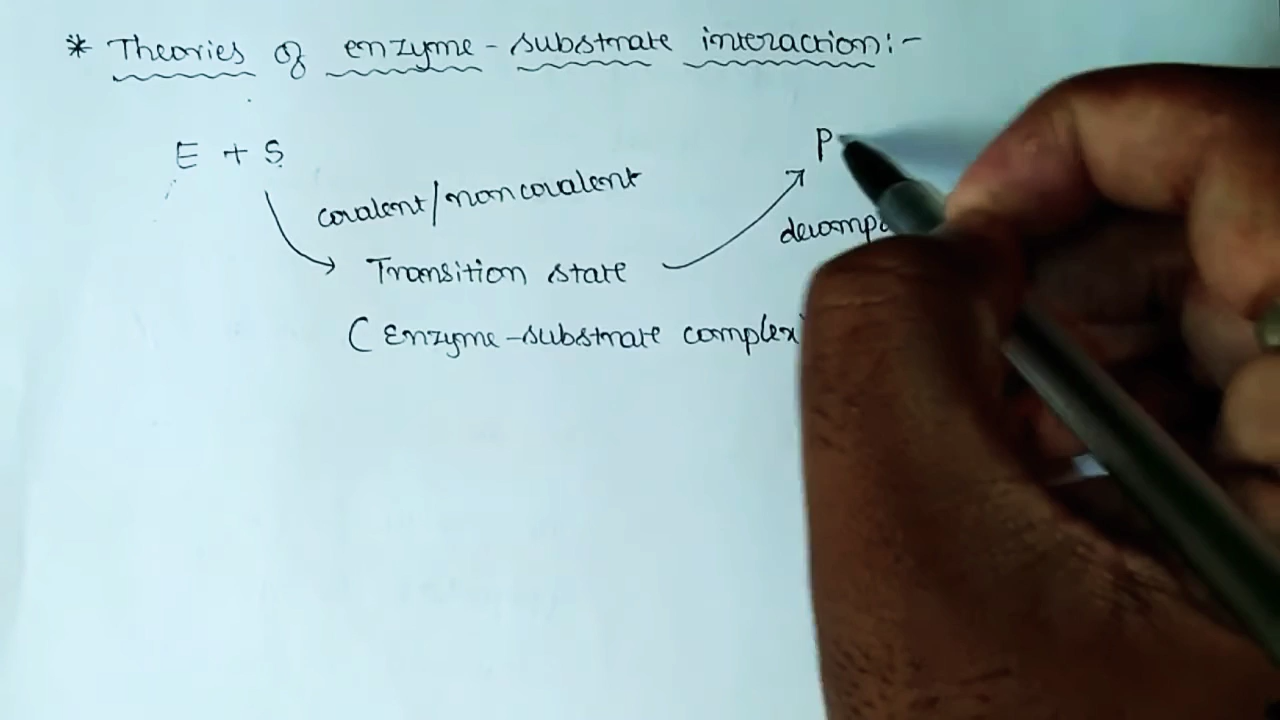 * Theories of enzyme - substrate interaction:-
E + S
P
covalent/noncovalent
Transition state
(Enzyme-substrate complex)